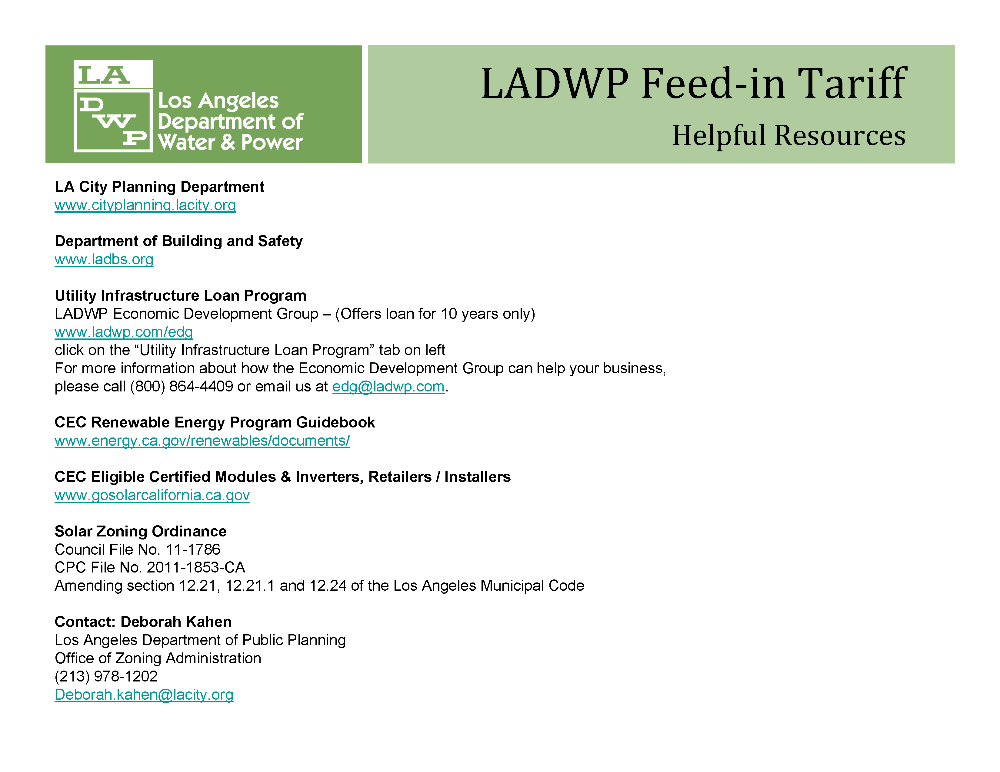 LA
D
W
P
Los Angeles
Department of
Water & Power
LADWP Feed-in Tariff
Helpful Resources
LA City Planning Department
www.cityplanning.lacity.org
Department of Building and Safety
www.ladbs.org
Utility Infrastructure Loan Program
LADWP Economic Development Group – (Offers loan for 10 years only)
www.ladwp.com/edg
click on the “Utility Infrastructure Loan Program” tab on left
For more information about how the Economic Development Group can help your business,
please call (800) 864-4409 or email us at edg@ladwp.com.
CEC Renewable Energy Program Guidebook
www.energy.ca.gov/renewables/documents/
CEC Eligible Certified Modules & Inverters, Retailers / Installers
www.gosolarcalifornia.ca.gov
Solar Zoning Ordinance
Council File No. 11-1786
CPC File No. 2011-1853-CA
Amending section 12.21, 12.21.1 and 12.24 of the Los Angeles Municipal Code
Contact: Deborah Kahen
Los Angeles Department of Public Planning
Office of Zoning Administration
(213) 978-1202
Deborah.kahen@lacity.org